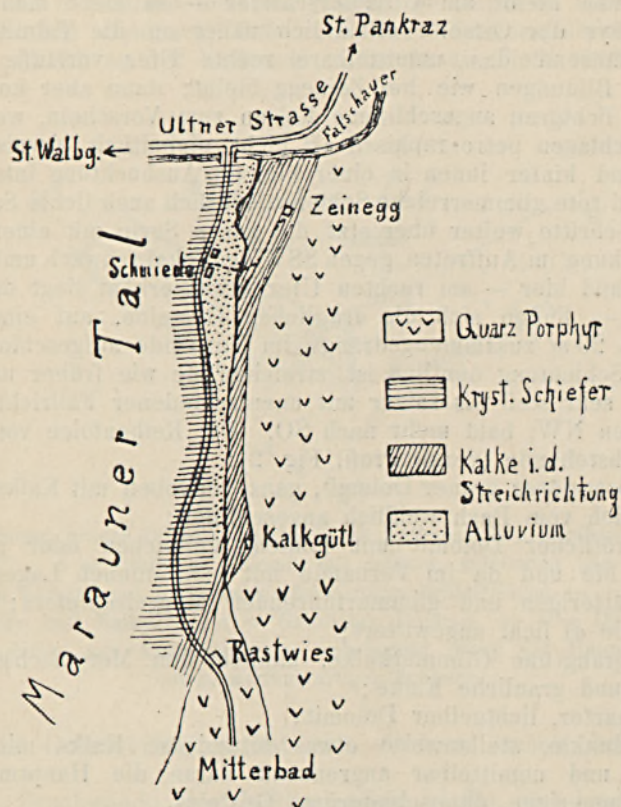 St. Pankraz
Ultner Strasse
Falschauer
St. Walbg.
Zeinegg
Schmiede
Marauner Tal
Quarz Porphyr
Kryst. Schiefer
Kalke i. d.
Streichrichtung
Alluvium
Kalkgütl
Rastwies
Mitterbad